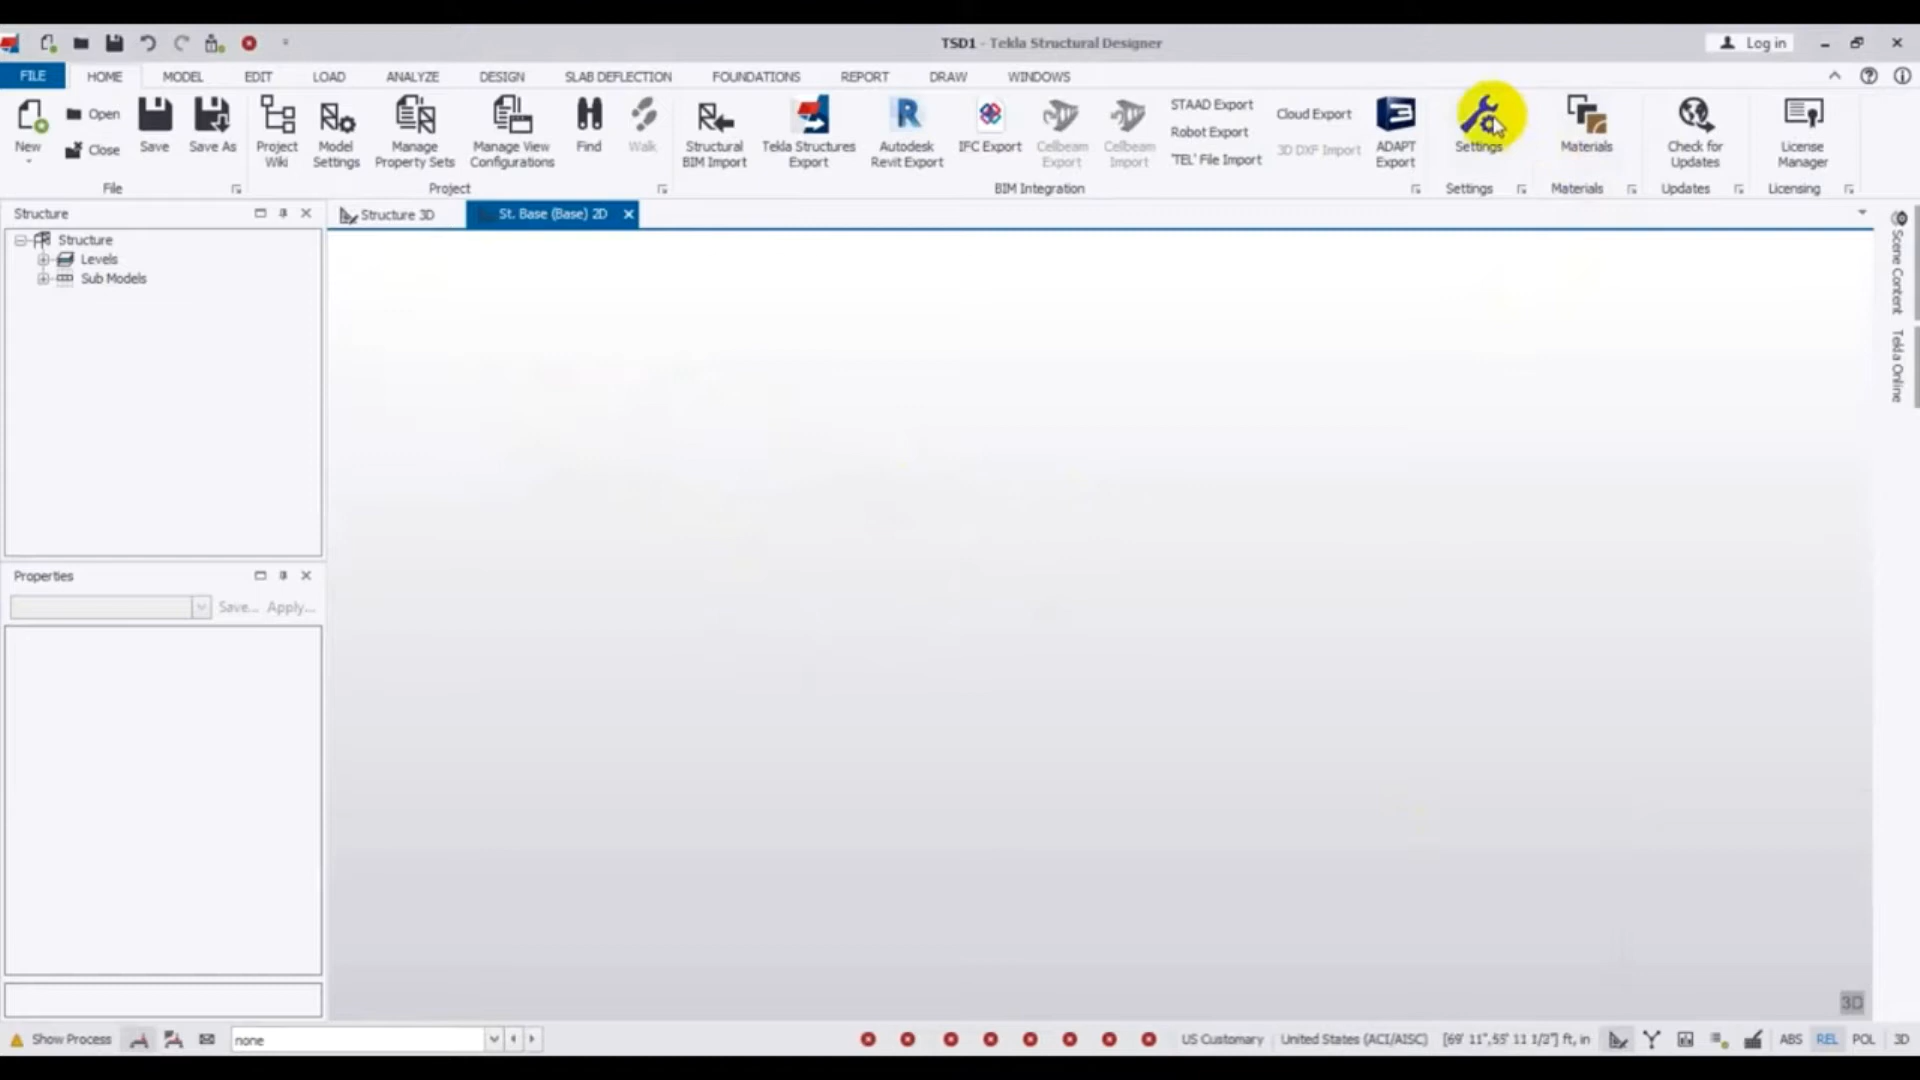 TSD1 - Tekla Structural Designer
Log in
FILE HOME MODEL EDIT LOAD ANALYZE DESIGN SLAB DEFLECTION FOUNDATIONS REPORT DRAW WINDOWS
New
Open
Close
Save
Save As
Project Wiki
Model Settings
Manage Property Sets
Manage View Configurations
Find
Walk
Structural BIM Import
Tekla Structures Export
Autodesk Revit Export
IFC Export
Cellbeam Export
Cellbeam Import
STAAD Export
Robot Export
'TEL' File Import
Cloud Export
3D DXF Import
ADAPT Export
Settings
Materials
Check for Updates
License Manager
File Project BIM Integration Settings Materials Updates Licensing
Structure
Structure 3D
St. Base (Base) 2D
Structure
Levels
Sub Models
Scene Content
Tekla Online
Properties
Save... Apply...
3D
Show Process
none
US Customary
United States (ACI/AISC)
[69' 11",55' 11 1/2"] ft, in
ABS REL POL 3D